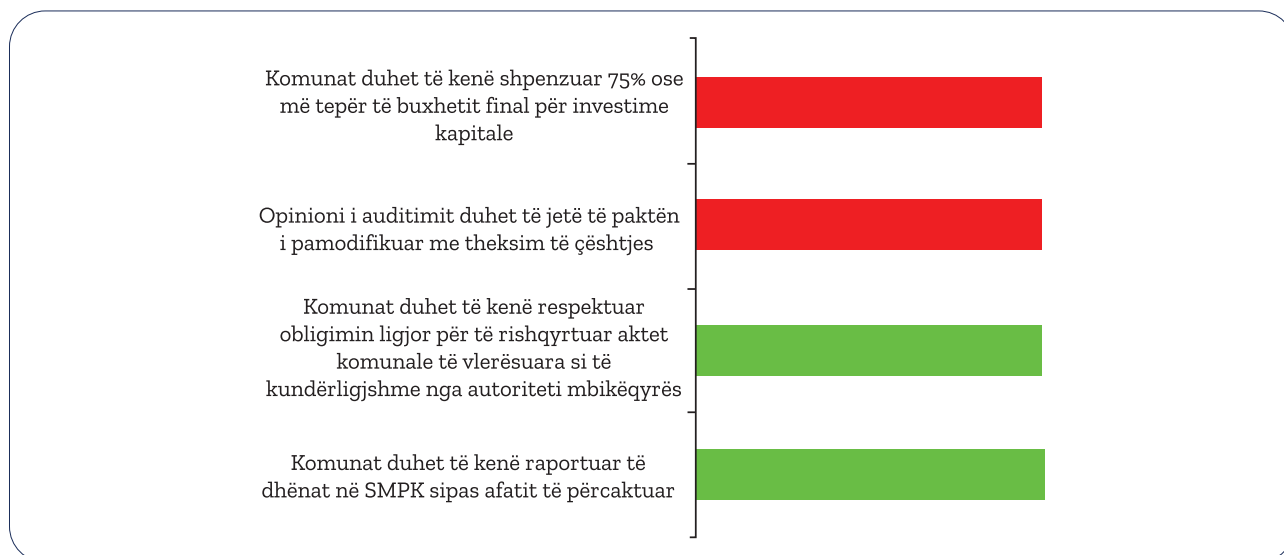 Komunat duhet të kenë shpenzuar 75% ose
më tepër të buxhetit final për investime
kapitale
Opinioni i auditimit duhet të jetë të paktën
i pamodifikuar me theksim të çështjes
Komunat duhet të kenë respektuar
obligimin ligjor për të rishqyrtuar aktet
komunale të vlerësuara si të
kundërligjshme nga autoriteti mbikëqyrës
Komunat duhet të kenë raportuar të
dhënat në SMPK sipas afatit të përcaktuar